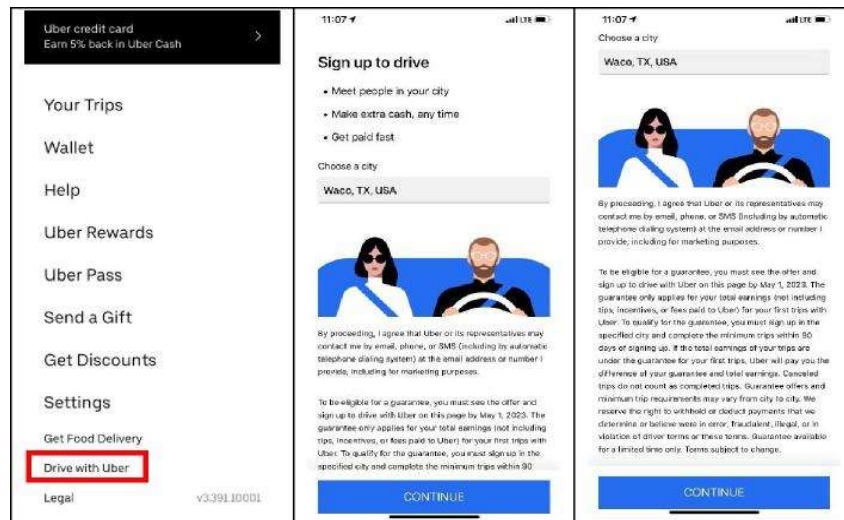 Uber credit card
Earn 5% back in Uber Cash
Your Trips
Wallet
Help
Uber Rewards
Uber Pass
Send a Gift
Get Discounts
Settings
Get Food Delivery
Drive with Uber
Legal v3.391.10001
11:07 LTE
Sign up to drive
• Meet people in your city
• Make extra cash, any time
• Get paid fast
Choose a city
Waco, TX, USA
By proceeding, I agree that Uber or its representatives may
contact me by email, phone, or SMS (including by automatic
telephone dialing system) at the email address or number I
provide, including for marketing purposes.
To be eligible for a guarantee, you must see the offer and
sign up to drive with Uber on this page by May 1, 2023. The
guarantee only applies for your total earnings (not including
tips, incentives, or fees paid to Uber) for your first trips with
Uber. To qualify for the guarantee, you must sign up in the
specified city and complete the minimum trips within 90
CONTINUE
11:07 LTE
Choose a city
Waco, TX, USA
By proceeding, I agree that Uber or its representatives may
contact me by email, phone, or SMS (including by automatic
telephone dialing system) at the email address or number I
provide, including for marketing purposes.
To be eligible for a guarantee, you must see the offer and
sign up to drive with Uber on this page by May 1, 2023. The
guarantee only applies for your total earnings (not including
tips, incentives, or fees paid to Uber) for your first trips with
Uber. To qualify for the guarantee, you must sign up in the
specified city and complete the minimum trips within 90
days of signing up. If the total earnings of your trips are
under the guarantee for your first trips, Uber will pay you the
difference of your guarantee and total earnings. Canceled
trips do not count as completed trips. Guarantee offers and
minimum trip requirements may vary from city to city. We
reserve the right to withhold or deduct payments that we
determine or believe were in error, fraudulent, illegal, or in
violation of driver terms or these terms. Guarantee available
for a limited time only. Terms subject to change.
CONTINUE